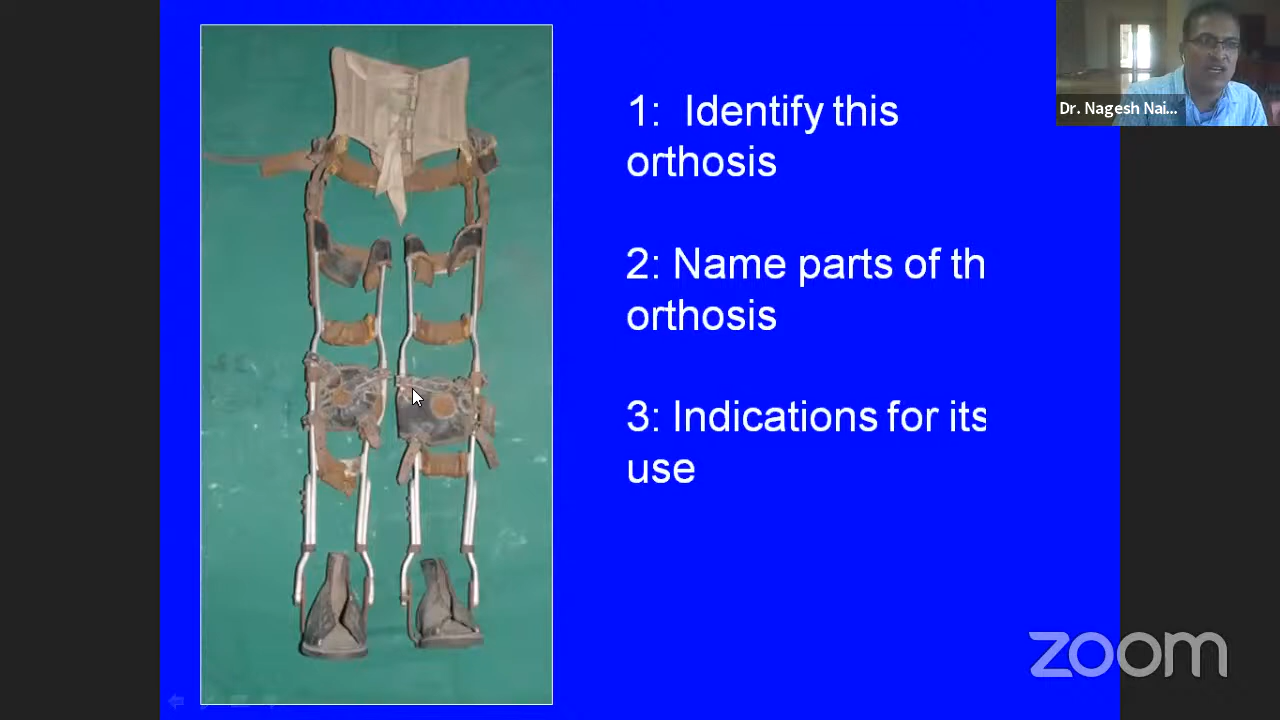 1: Identify this
orthosis
2: Name parts of th
orthosis
3: Indications for its
use
Dr. Nagesh Nai...
zoom